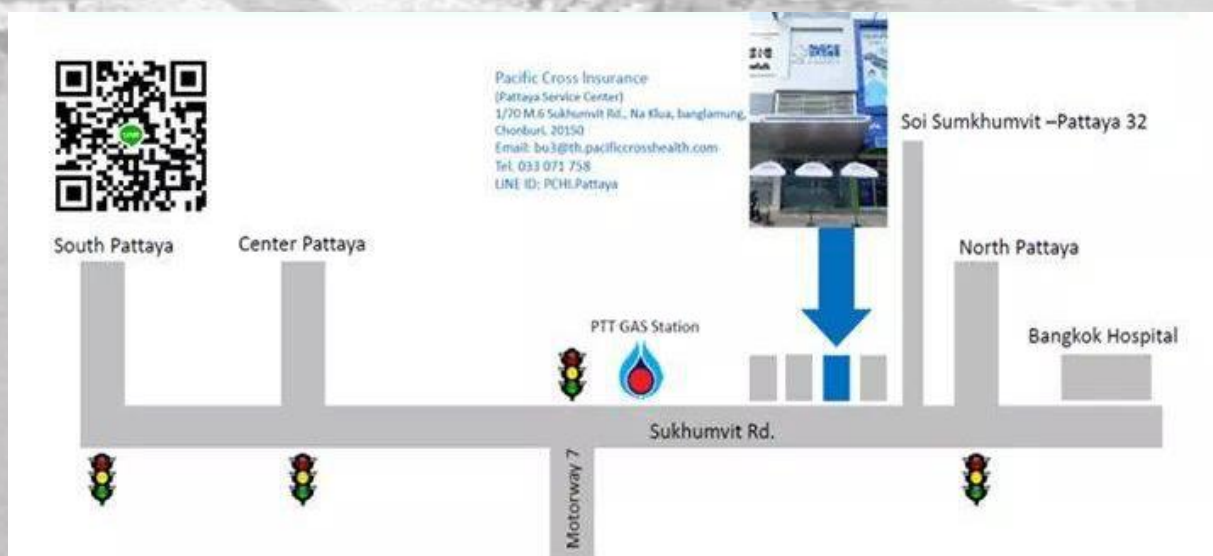 Pacific Cross Insurance
(Pattaya Service Center)
1/70 M.6 Sukhumvit Rd., Na Klua, banglamung,
Chonburi, 20150
Email: bu3@th.pacificcrosshealth.com
Tel. 033 071 758
LINE ID: PCHI.Pattaya
Soi Sumkhumvit –Pattaya 32
South Pattaya
Center Pattaya
North Pattaya
PTT GAS Station
Bangkok Hospital
Sukhumvit Rd.
Motorway 7